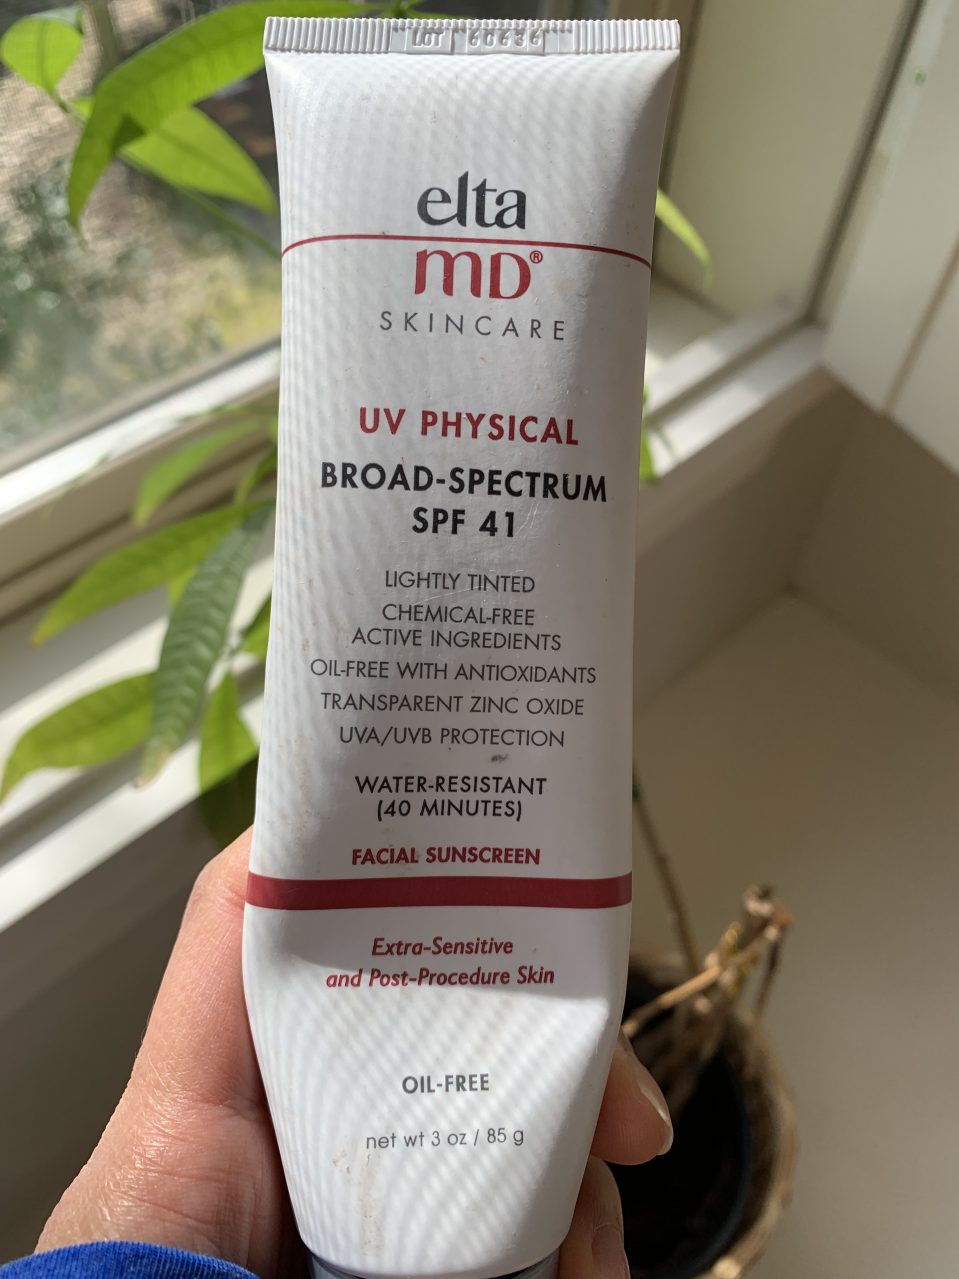 LOT 60636
elta
MD®
SKINCARE
UV PHYSICAL
BROAD-SPECTRUM
SPF 41
LIGHTLY TINTED
CHEMICAL-FREE
ACTIVE INGREDIENTS
OIL-FREE WITH ANTIOXIDANTS
TRANSPARENT ZINC OXIDE
UVA/UVB PROTECTION
WATER-RESISTANT
(40 MINUTES)
FACIAL SUNSCREEN
Extra-Sensitive
and Post-Procedure Skin
OIL-FREE
net wt 3 oz / 85 g